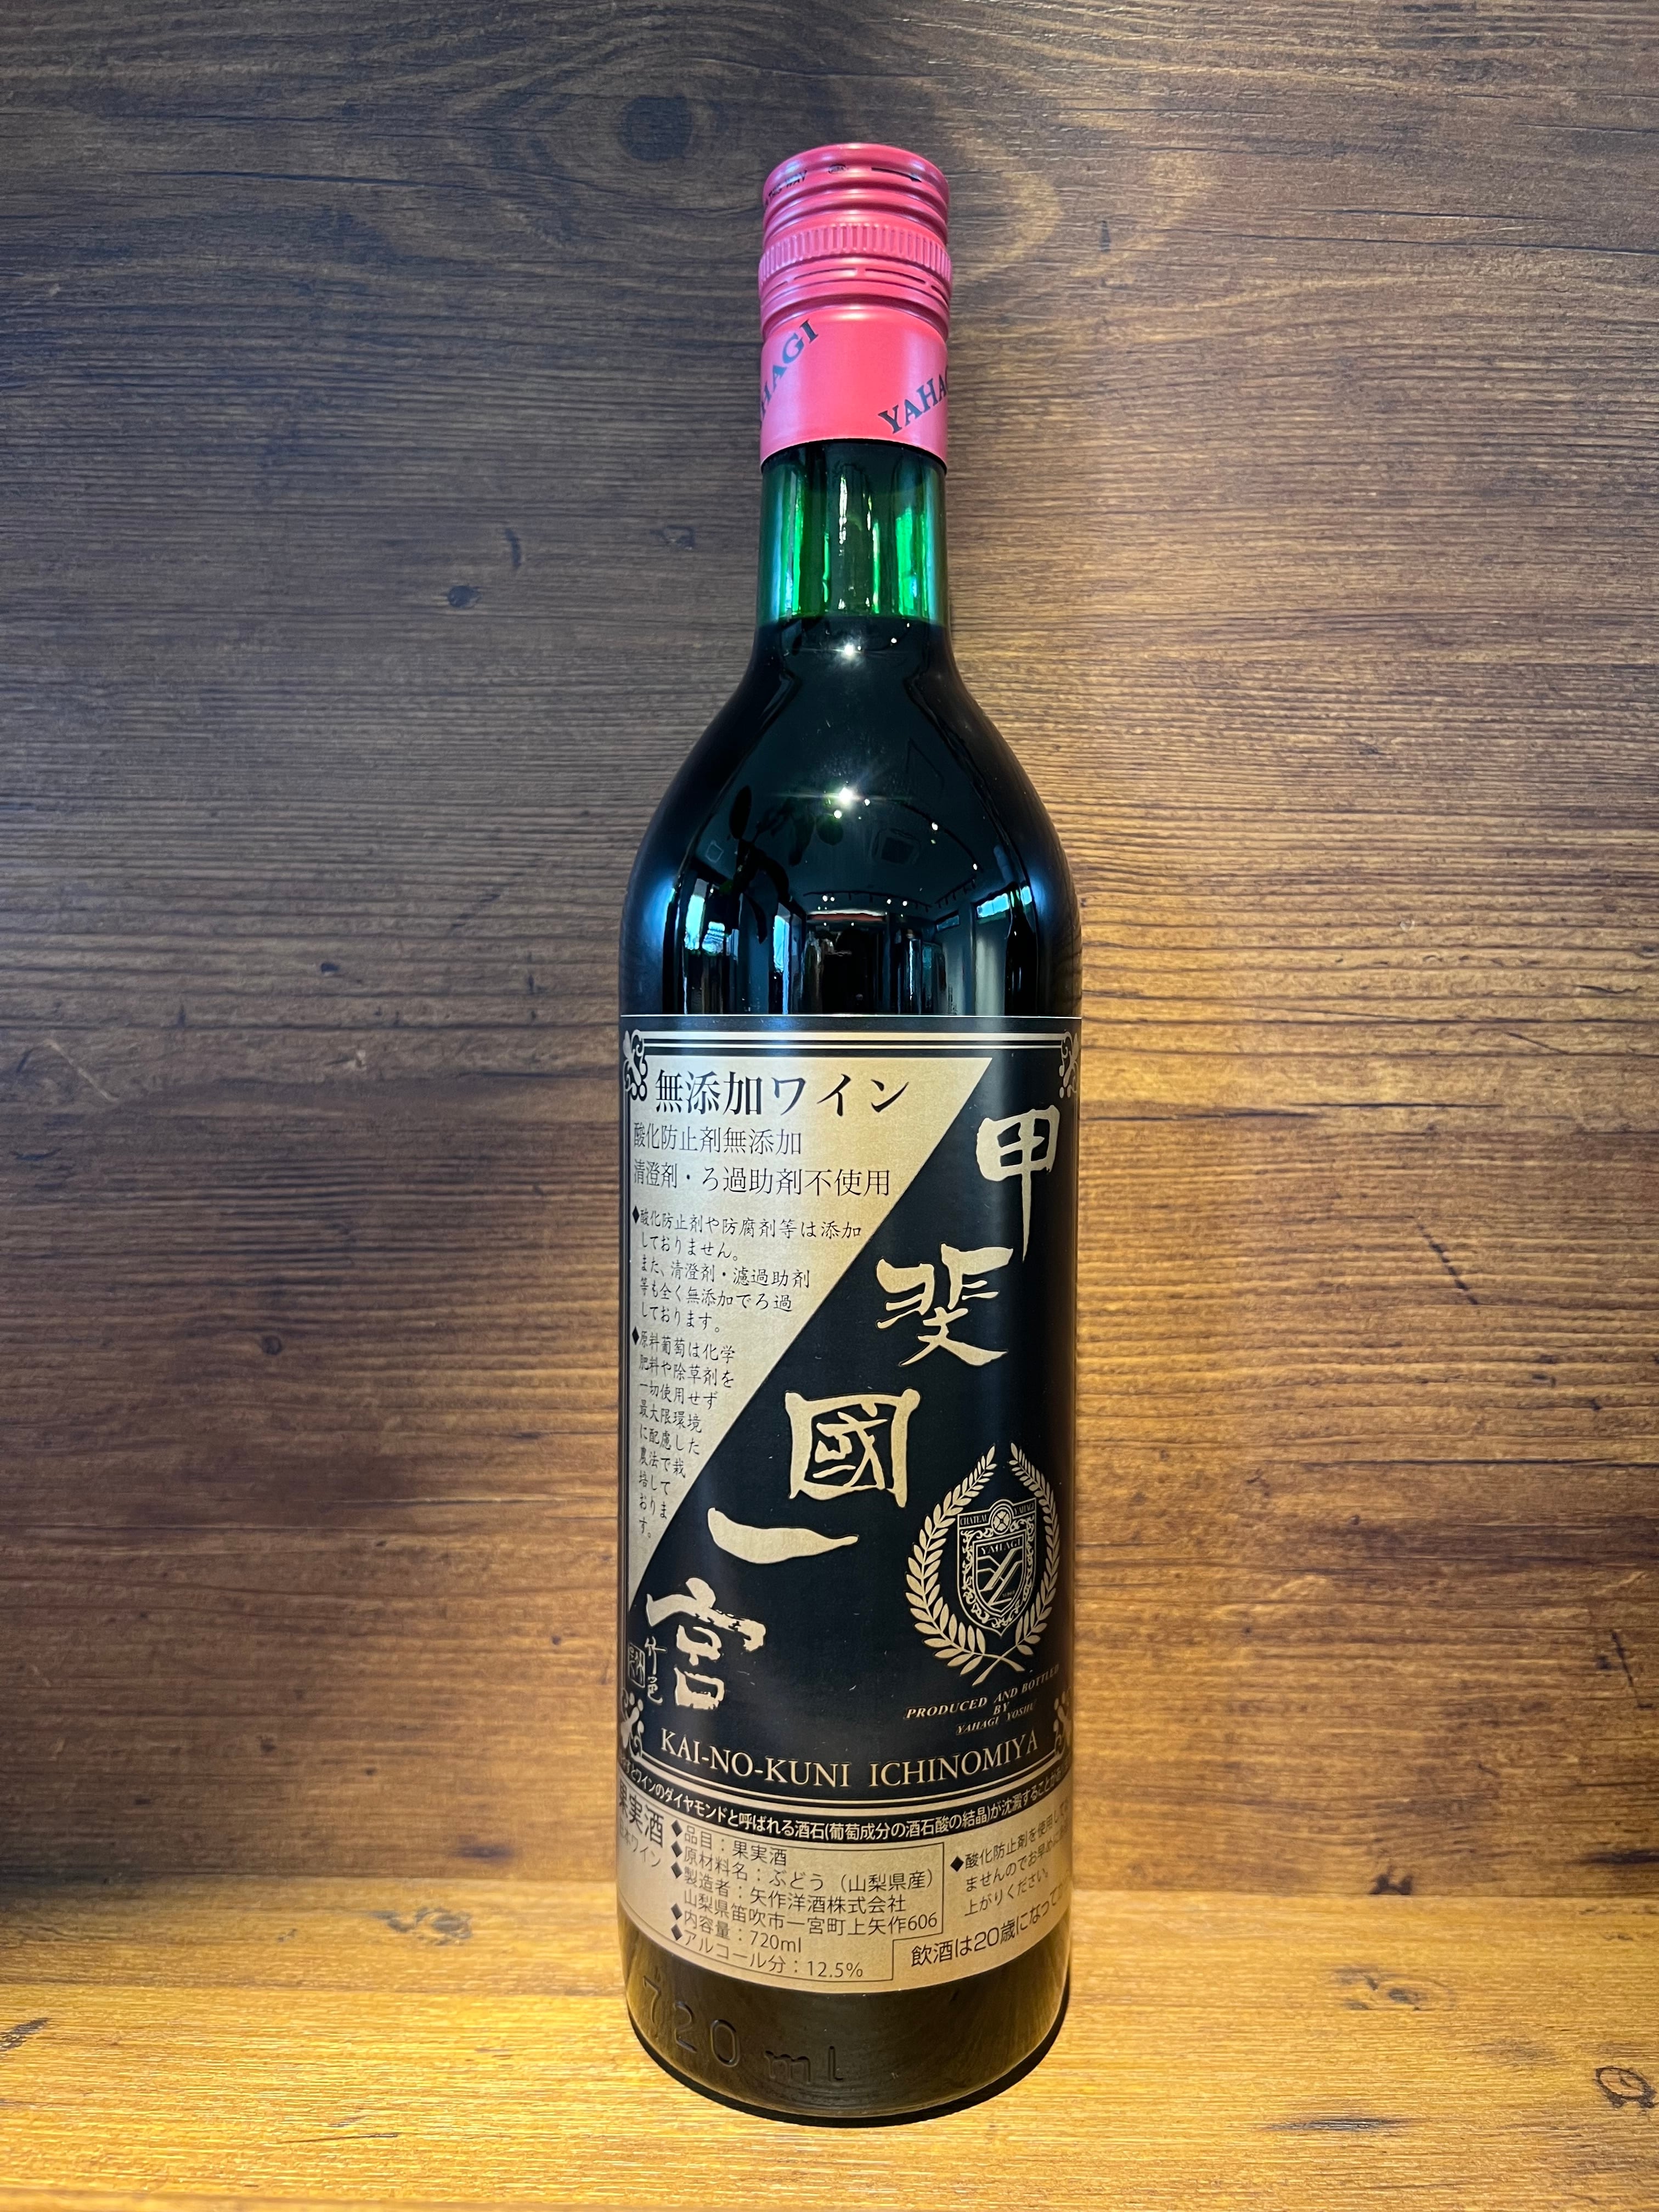 YAHAGI
無添加ワイン
酸化防止剤無添加
清澄剤・ろ過助剤不使用
◆酸化防止剤や防腐剤等は添加
しておりません。
また、清澄剤・濾過助剤
等も全く無添加でろ過
しております。
◆原料葡萄は化学
肥料や除草剤を
一切使用せず
最大限環境
に配慮した
農法で栽
培して
おりま
す。
甲斐國一宮
竹邑
CHATEAU YAHAGI
YAHAGI
PRODUCED AND BOTTLED
BY
YAHAGI YOSHU
KAI-NO-KUNI ICHINOMIYA
ワインのダイヤモンドと呼ばれる酒石(葡萄成分の酒石酸の結晶)が沈澱すること
果実酒
ワイン
◆品目：果実酒
◆原材料名：ぶどう（山梨県産）
◆製造者：矢作洋酒株式会社
山梨県笛吹市一宮町上矢作606
◆内容量：720ml
◆アルコール分：12.5%
◆酸化防止剤を使用して
ませんのでお早め
上がりください。
飲酒は20歳になって
720ml